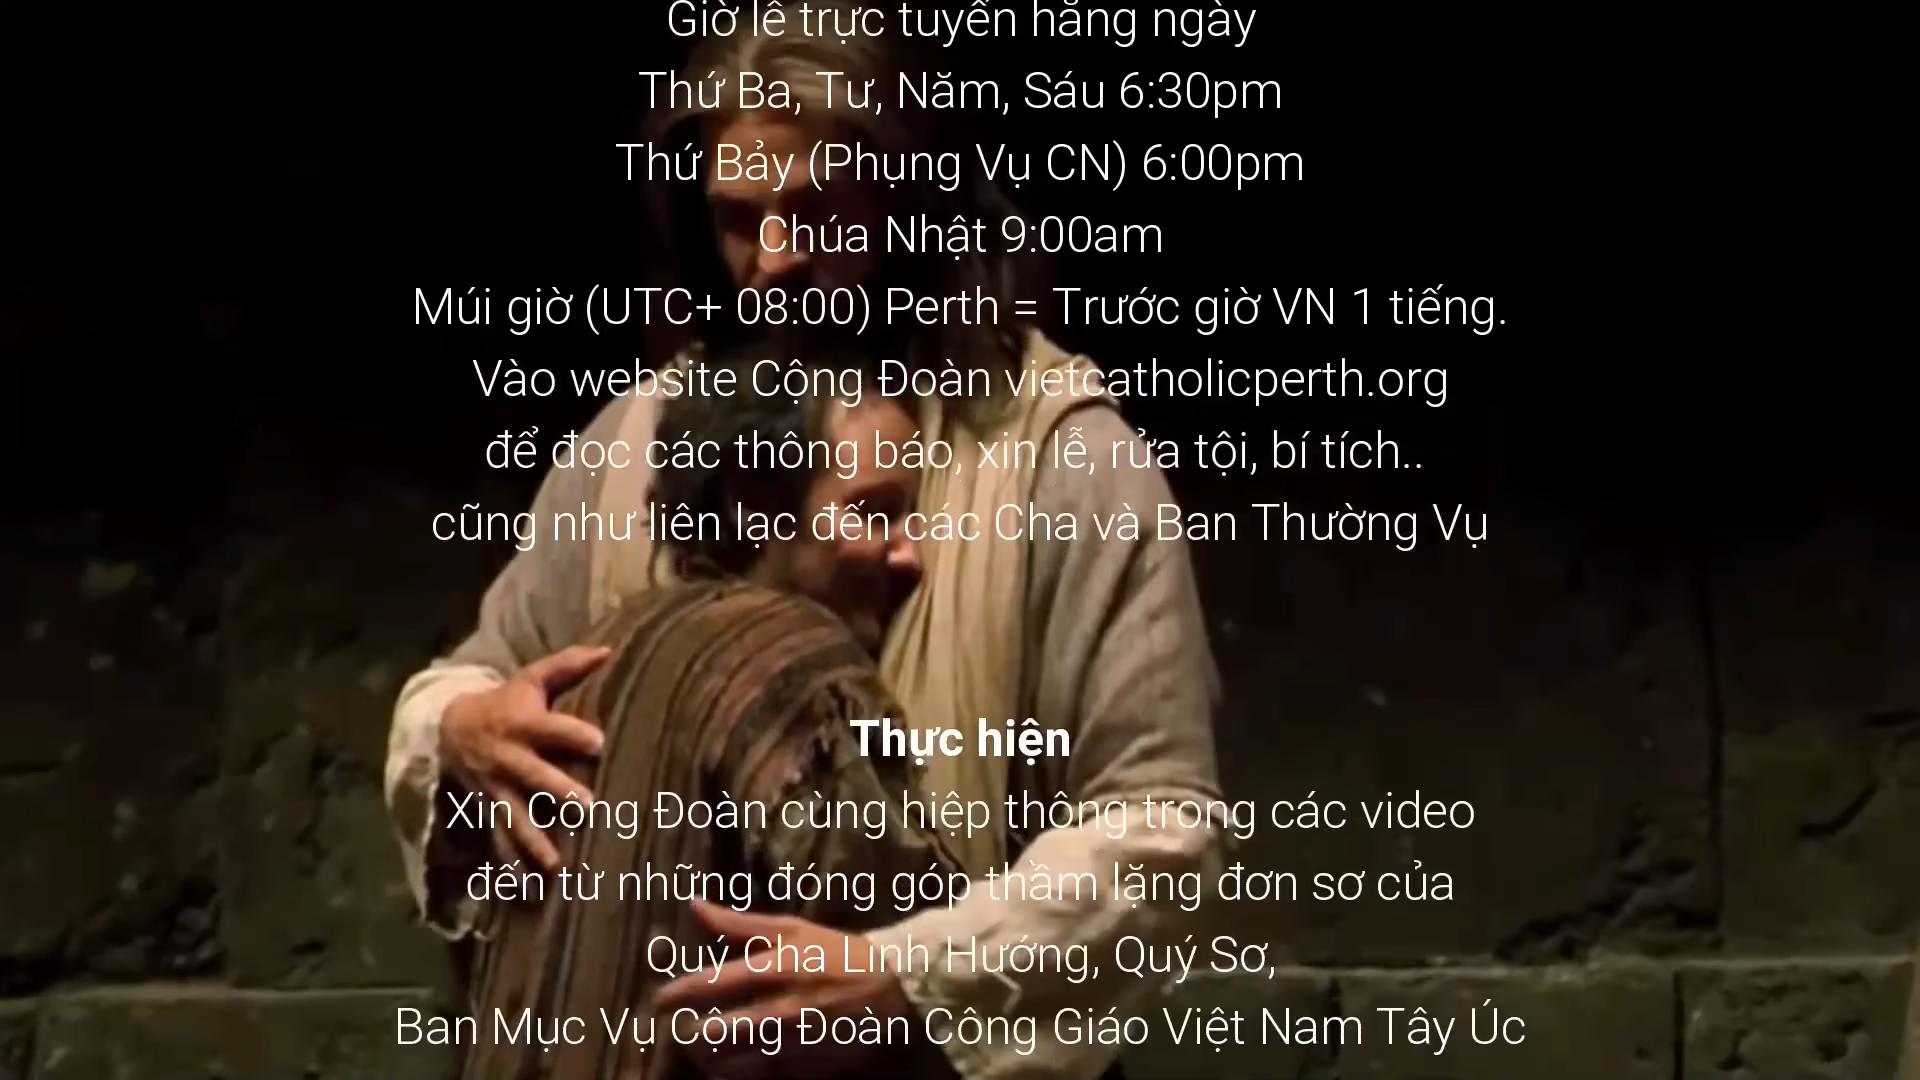 Giờ lễ trực tuyến hằng ngày
Thứ Ba, Tư, Năm, Sáu 6:30pm
Thứ Bảy (Phụng Vụ CN) 6:00pm
Chúa Nhật 9:00am
Múi giờ (UTC+ 08:00) Perth = Trước giờ VN 1 tiếng.
Vào website Cộng Đoàn vietcatholicperth.org
để đọc các thông báo, xin lễ, rửa tội, bí tích..
cũng như liên lạc đến các Cha và Ban Thường Vụ
Thực hiện
Xin Cộng Đoàn cùng hiệp thông trong các video
đến từ những đóng góp thầm lặng đơn sơ của
Quý Cha Linh Hướng, Quý Sơ,
Ban Mục Vụ Cộng Đoàn Công Giáo Việt Nam Tây Úc